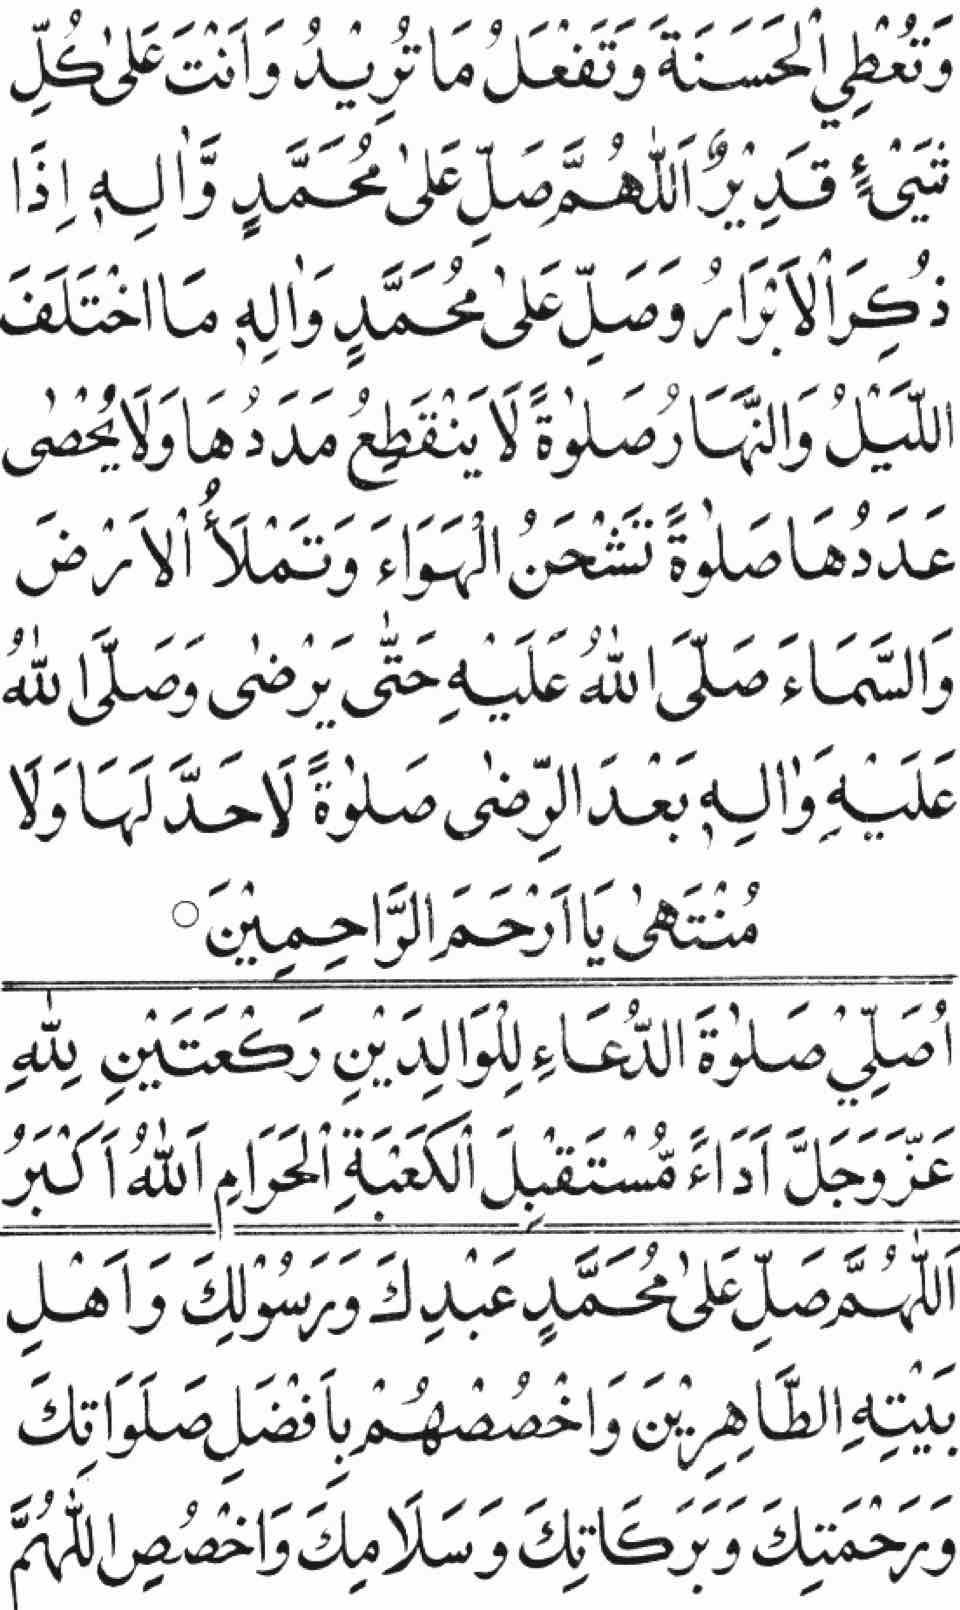 وَتُعْطِي الْحَسَنَةَ وَتَفْعَلُ مَا تُرِيْدُ وَاَنْتَ عَلٰى كُلِّ
شَيْءٍ قَدِيْرٌ اَللّٰهُمَّ صَلِّ عَلٰى مُحَمَّدٍ وَّاٰلِهٖ اِذَا
ذُكِرَ الْاَبْرَارُ وَصَلِّ عَلٰى مُحَمَّدٍ وَاٰلِهٖ مَا اخْتَلَفَ
اللَّيْلُ وَالنَّهَارُ صَلٰوةً لَا يَنْقَطِعُ مَدَدُهَا وَلَا يُحْصٰى
عَدَدُهَا صَلٰوةً تَشْحَنُ الْهَوَاءَ وَتَمْلَأُ الْاَرْضَ
وَالسَّمَاءَ صَلَّى اللّٰهُ عَلَيْهِ حَتّٰى يَرْضٰى وَصَلَّى اللّٰهُ
عَلَيْهِ وَاٰلِهٖ بَعْدَ الرِّضٰى صَلٰوةً لَا حَدَّ لَهَا وَلَا
مُنْتَهٰى يَا اَرْحَمَ الرَّاحِمِيْنَ ○
اُصَلِّيْ صَلٰوةَ الدُّعَاءِ لِلْوَالِدَيْنِ رَكْعَتَيْنِ لِلّٰهِ
عَزَّ وَجَلَّ اَدَاءً مُّسْتَقْبِلَ الْكَعْبَةِ الْحَرَامِ اَللّٰهُ اَكْبَرُ
اَللّٰهُمَّ صَلِّ عَلٰى مُحَمَّدٍ عَبْدِكَ وَرَسُوْلِكَ وَاَهْلِ
بَيْتِهِ الطَّاهِرِيْنَ وَاخْصُصْهُمْ بِاَفْضَلِ صَلَوَاتِكَ
وَرَحْمَتِكَ وَبَرَكَاتِكَ وَسَلَامِكَ وَاخْصُصِ اللّٰهُمَّ